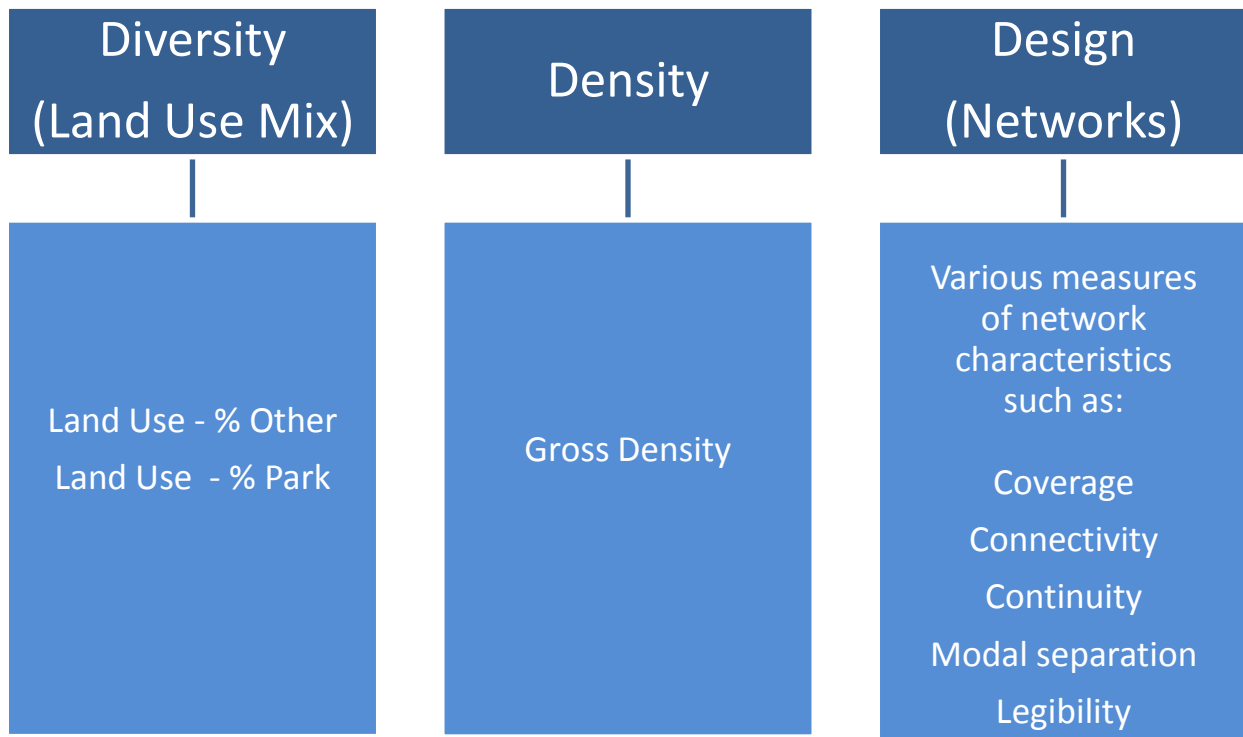 Diversity
(Land Use Mix)
Land Use - % Other
Land Use  - % Park
Density
Gross Density
Design
(Networks)
Various measures
of network
characteristics
such as:
Coverage
Connectivity
Continuity
Modal separation
Legibility